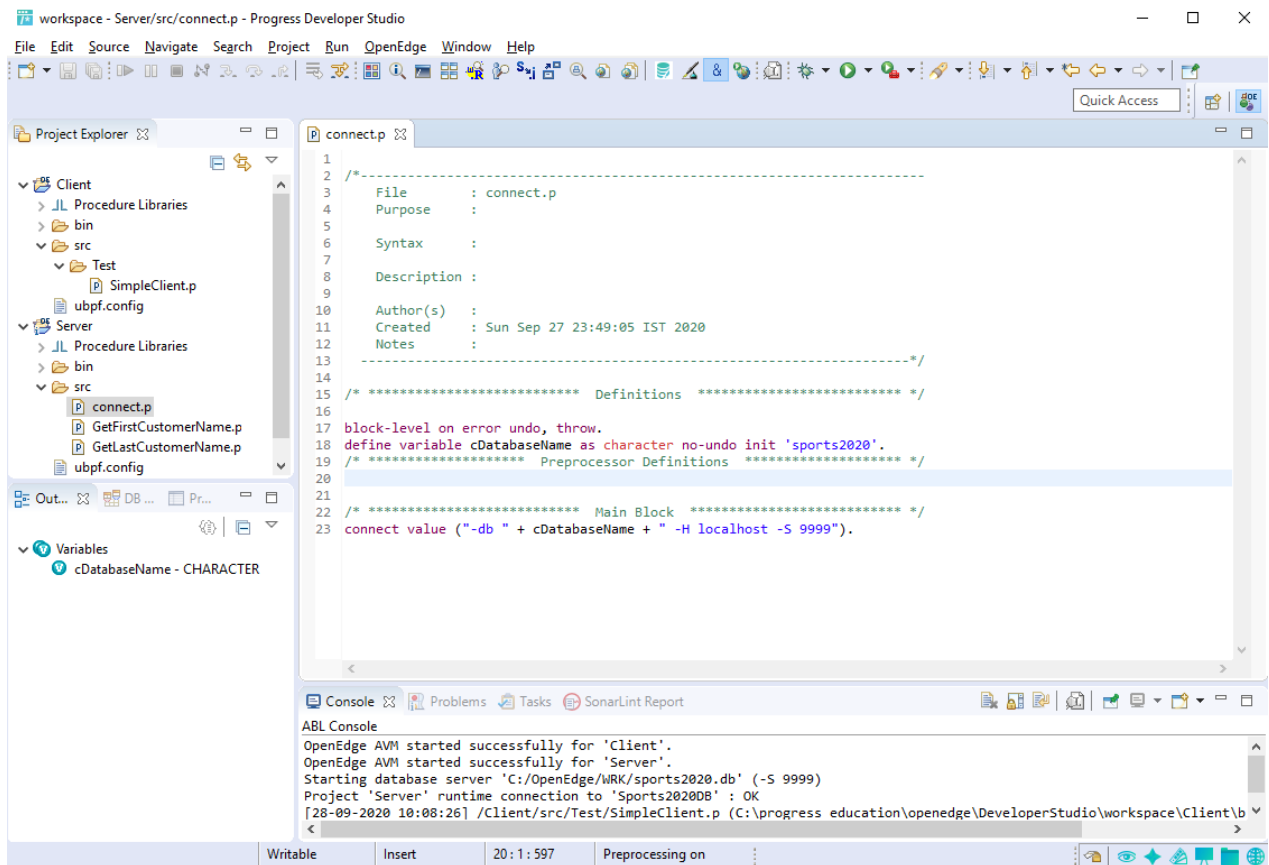 workspace - Server/src/connect.p - Progress Developer Studio
File Edit Source Navigate Search Project Run OpenEdge Window Help
Quick Access
Project Explorer
Client
Procedure Libraries
bin
src
Test
SimpleClient.p
ubpf.config
Server
Procedure Libraries
bin
src
connect.p
GetFirstCustomerName.p
GetLastCustomerName.p
ubpf.config
Out... DB ... Pr...
Variables
cDatabaseName - CHARACTER
connect.p
1
2 /*------------------------------------------------------------------------
3 File : connect.p
4 Purpose :
5
6 Syntax :
7
8 Description :
9
10 Author(s) :
11 Created : Sun Sep 27 23:49:05 IST 2020
12 Notes :
13 ----------------------------------------------------------------------*/
14
15 /* *************************** Definitions ************************** */
16
17 block-level on error undo, throw.
18 define variable cDatabaseName as character no-undo init 'sports2020'.
19 /* ******************** Preprocessor Definitions ******************** */
20
21
22 /* *************************** Main Block *************************** */
23 connect value ("-db " + cDatabaseName + " -H localhost -S 9999").
Console Problems Tasks SonarLint Report
ABL Console
OpenEdge AVM started successfully for 'Client'.
OpenEdge AVM started successfully for 'Server'.
Starting database server 'C:/OpenEdge/WRK/sports2020.db' (-S 9999)
Project 'Server' runtime connection to 'Sports2020DB' : OK
[28-09-2020 10:08:26] /Client/src/Test/SimpleClient.p (C:\progress education\openedge\DeveloperStudio\workspace\Client\b
Writable Insert 20 : 1 : 597 Preprocessing on